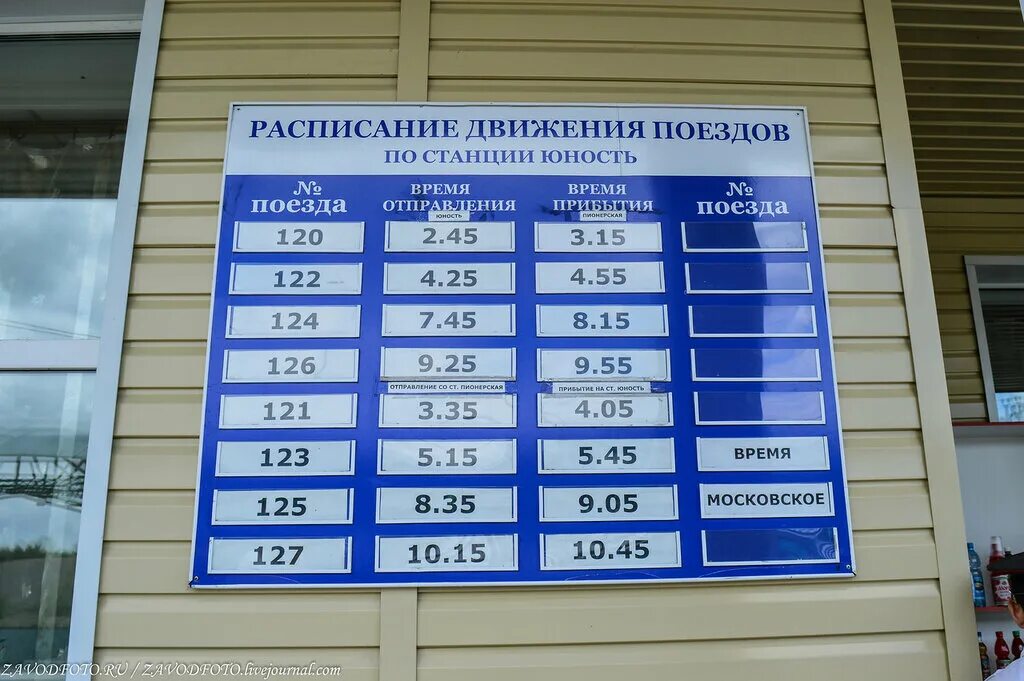 РАСПИСАНИЕ ДВИЖЕНИЯ ПОЕЗДОВ
ПО СТАНЦИИ ЮНОСТЬ
№ ВРЕМЯ ВРЕМЯ №
поезда ОТПРАВЛЕНИЯ ПРИБЫТИЯ поезда
ЮНОСТЬ ПИОНЕРСКАЯ
120 2.45 3.15
122 4.25 4.55
124 7.45 8.15
126 9.25 9.55
ОТПРАВЛЕНИЕ СО СТ. ПИОНЕРСКАЯ ПРИБЫТИЕ НА СТ. ЮНОСТЬ
121 3.35 4.05
123 5.15 5.45 ВРЕМЯ
125 8.35 9.05 МОСКОВСКОЕ
127 10.15 10.45
ZAVODFOTO.RU / ZAVODFOTO.livejournal.com